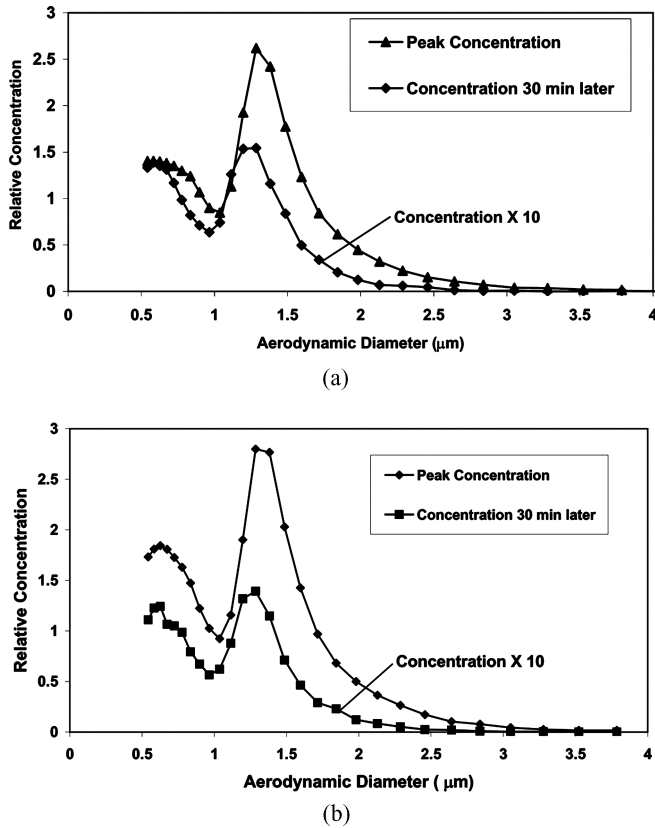 3
2.5
2
1.5
1
0.5
0
Relative Concentration
Peak Concentration
Concentration 30 min later
Concentration X 10
0 0.5 1 1.5 2 2.5 3 3.5 4
Aerodynamic Diameter (μm)
(a)
3
2.5
2
1.5
1
0.5
0
Relative Concentration
Peak Concentration
Concentration 30 min later
Concentration X 10
0 0.5 1 1.5 2 2.5 3 3.5 4
Aerodynamic Diameter ( μm)
(b)